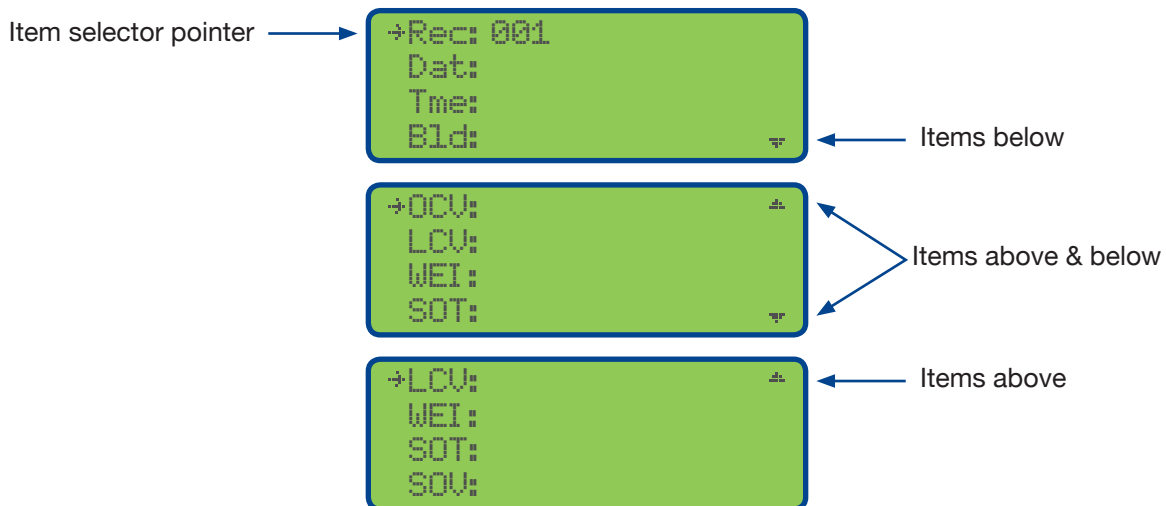 Item selector pointer
→Rec: 001
Dat:
Tme:
Bld:
Items below
→OCV:
LCV:
WEI:
SOT:
Items above & below
→LCV:
WEI:
SOT:
SOV:
Items above